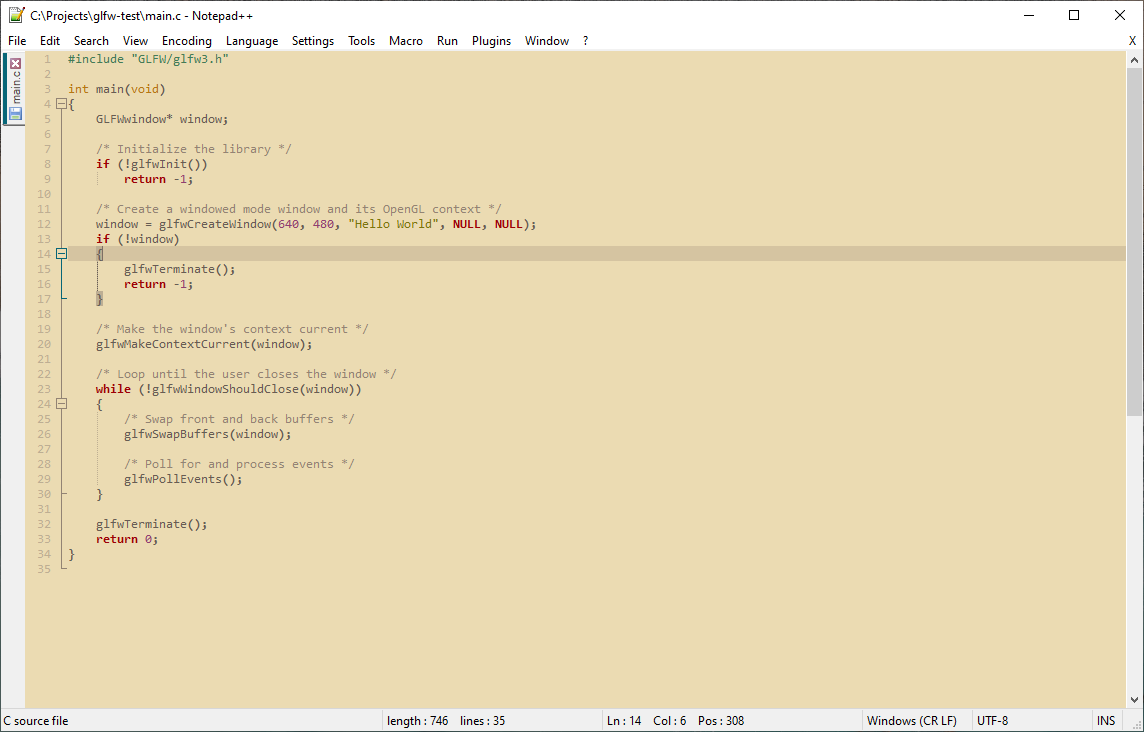 C:\Projects\glfw-test\main.c - Notepad++
File Edit Search View Encoding Language Settings Tools Macro Run Plugins Window ? X
main.c
1 #include "GLFW/glfw3.h"
2
3 int main(void)
4 {
5     GLFWwindow* window;
6
7     /* Initialize the library */
8     if (!glfwInit())
9         return -1;
10
11     /* Create a windowed mode window and its OpenGL context */
12     window = glfwCreateWindow(640, 480, "Hello World", NULL, NULL);
13     if (!window)
14     {
15         glfwTerminate();
16         return -1;
17     }
18
19     /* Make the window's context current */
20     glfwMakeContextCurrent(window);
21
22     /* Loop until the user closes the window */
23     while (!glfwWindowShouldClose(window))
24     {
25         /* Swap front and back buffers */
26         glfwSwapBuffers(window);
27
28         /* Poll for and process events */
29         glfwPollEvents();
30     }
31
32     glfwTerminate();
33     return 0;
34 }
35
C source file length : 746 lines : 35 Ln : 14 Col : 6 Pos : 308 Windows (CR LF) UTF-8 INS